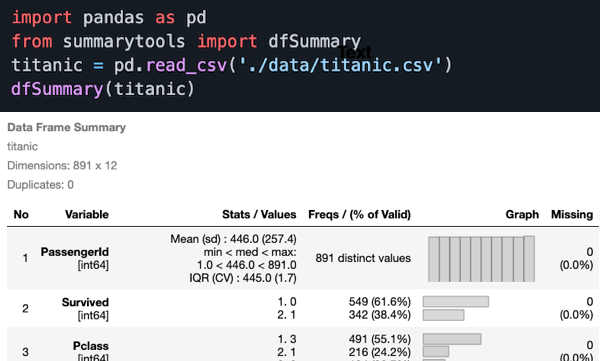 import pandas as pd
from summarytools import dfSummary
Text
titanic = pd.read_csv('./data/titanic.csv')
dfSummary(titanic)
Data Frame Summary
titanic
Dimensions: 891 x 12
Duplicates: 0
No Variable Stats / Values Freqs / (% of Valid) Graph Missing
1 PassengerId [int64] Mean (sd) : 446.0 (257.4) min < med < max: 1.0 < 446.0 < 891.0 IQR (CV) : 445.0 (1.7) 891 distinct values 0 (0.0%)
2 Survived [int64] 1. 0 2. 1 549 (61.6%) 342 (38.4%) 0 (0.0%)
3 Pclass [int64] 1. 3 2. 1 491 (55.1%) 216 (24.2%) 0 (0.0%)